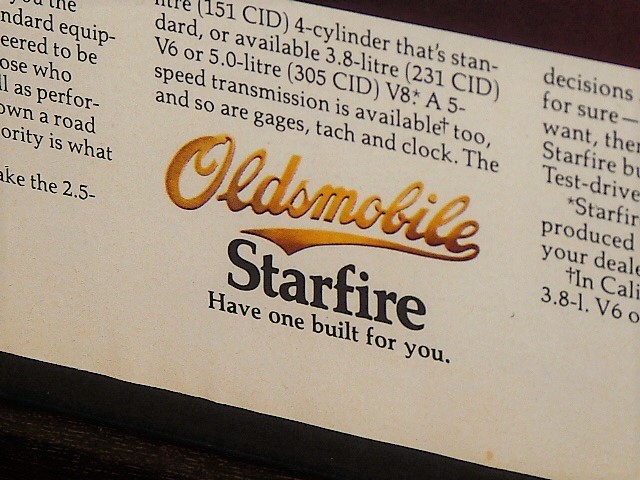 you the
ndard equip-
eered to be
ose who
ll as perfor-
own a road
ority is what
ake the 2.5-
litre (151 CID) 4-cylinder that's stan-
dard, or available 3.8-litre (231 CID)
V6 or 5.0-litre (305 CID) V8.* A 5-
speed transmission is available† too,
and so are gages, tach and clock. The
Oldsmobile
Starfire
Have one built for you.
decisions
for sure—
want, then
Starfire bu
Test-drive
*Starfir
produced
your deale
†In Cali
3.8-l. V6 o